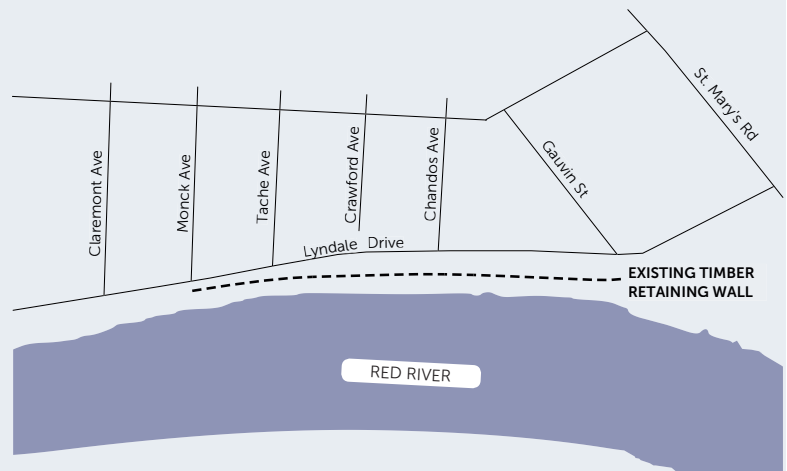 St. Mary's Rd
Claremont Ave
Monck Ave
Tache Ave
Crawford Ave
Chandos Ave
Gauvin St
Lyndale Drive
EXISTING TIMBER
RETAINING WALL
RED RIVER